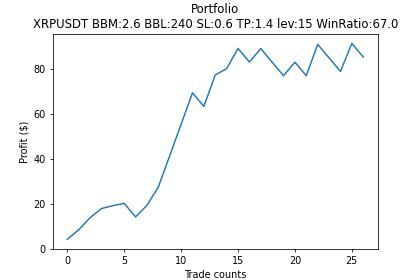 Portfolio
XRPUSDT BBM:2.6 BBL:240 SL:0.6 TP:1.4 lev:15 WinRatio:67.0
Profit ($)
80
60
40
20
0
0 5 10 15 20 25
Trade counts